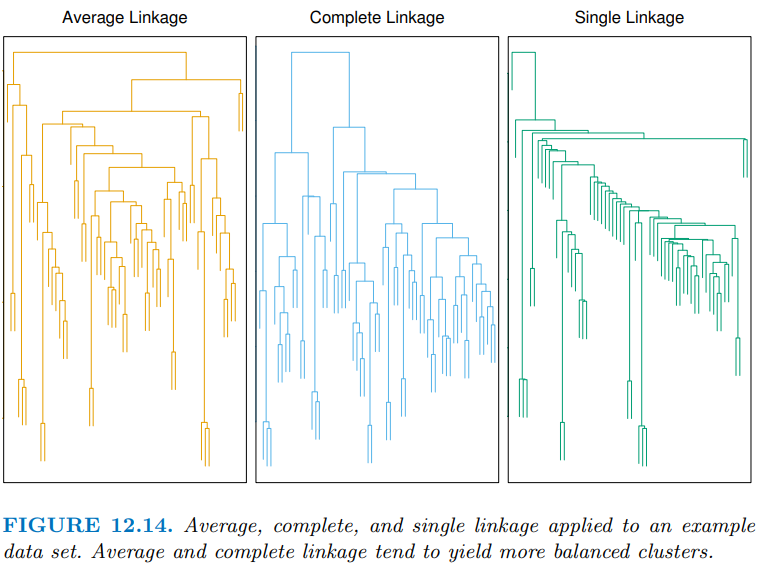 Average Linkage
Complete Linkage
Single Linkage
FIGURE 12.14. Average, complete, and single linkage applied to an example
data set. Average and complete linkage tend to yield more balanced clusters.